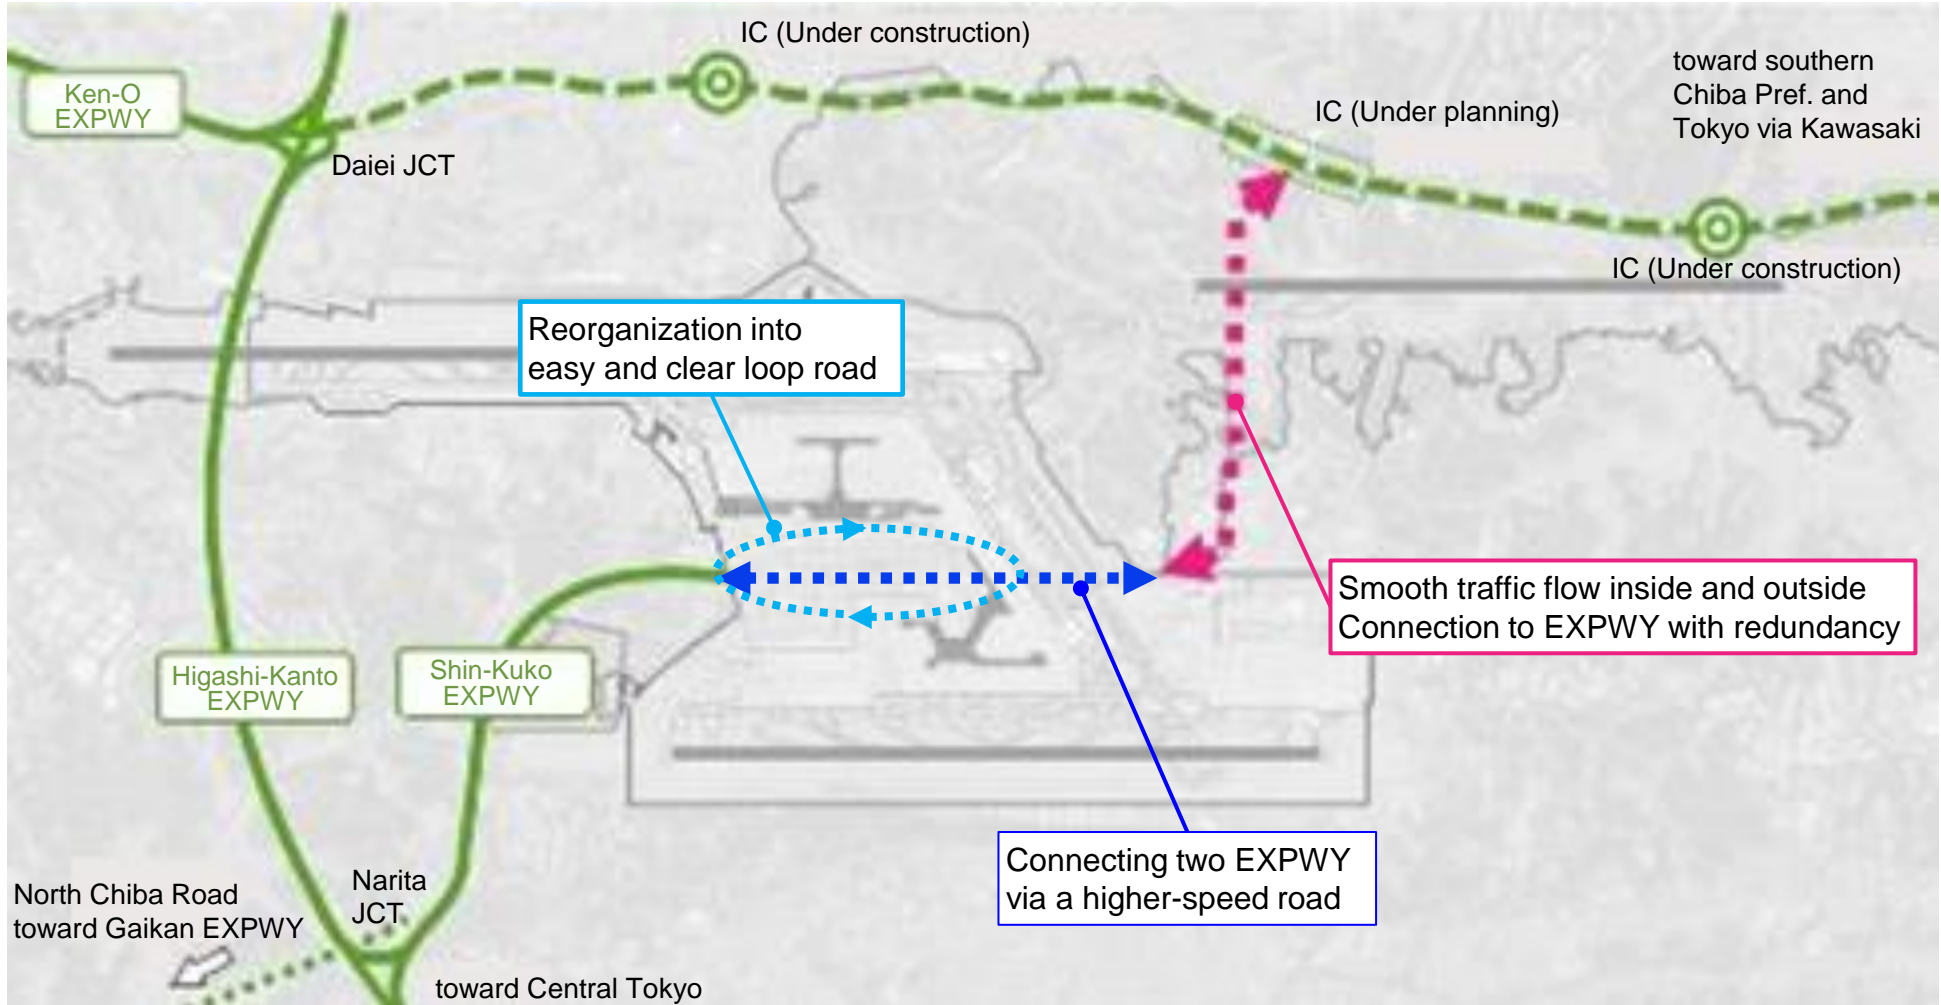 IC (Under construction)
toward southern
Chiba Pref. and
Tokyo via Kawasaki
Ken-O
EXPWY
IC (Under planning)
Daiei JCT
IC (Under construction)
Reorganization into
easy and clear loop road
Smooth traffic flow inside and outside
Connection to EXPWY with redundancy
Higashi-Kanto
EXPWY
Shin-Kuko
EXPWY
Connecting two EXPWY
via a higher-speed road
North Chiba Road
toward Gaikan EXPWY
Narita
JCT
toward Central Tokyo